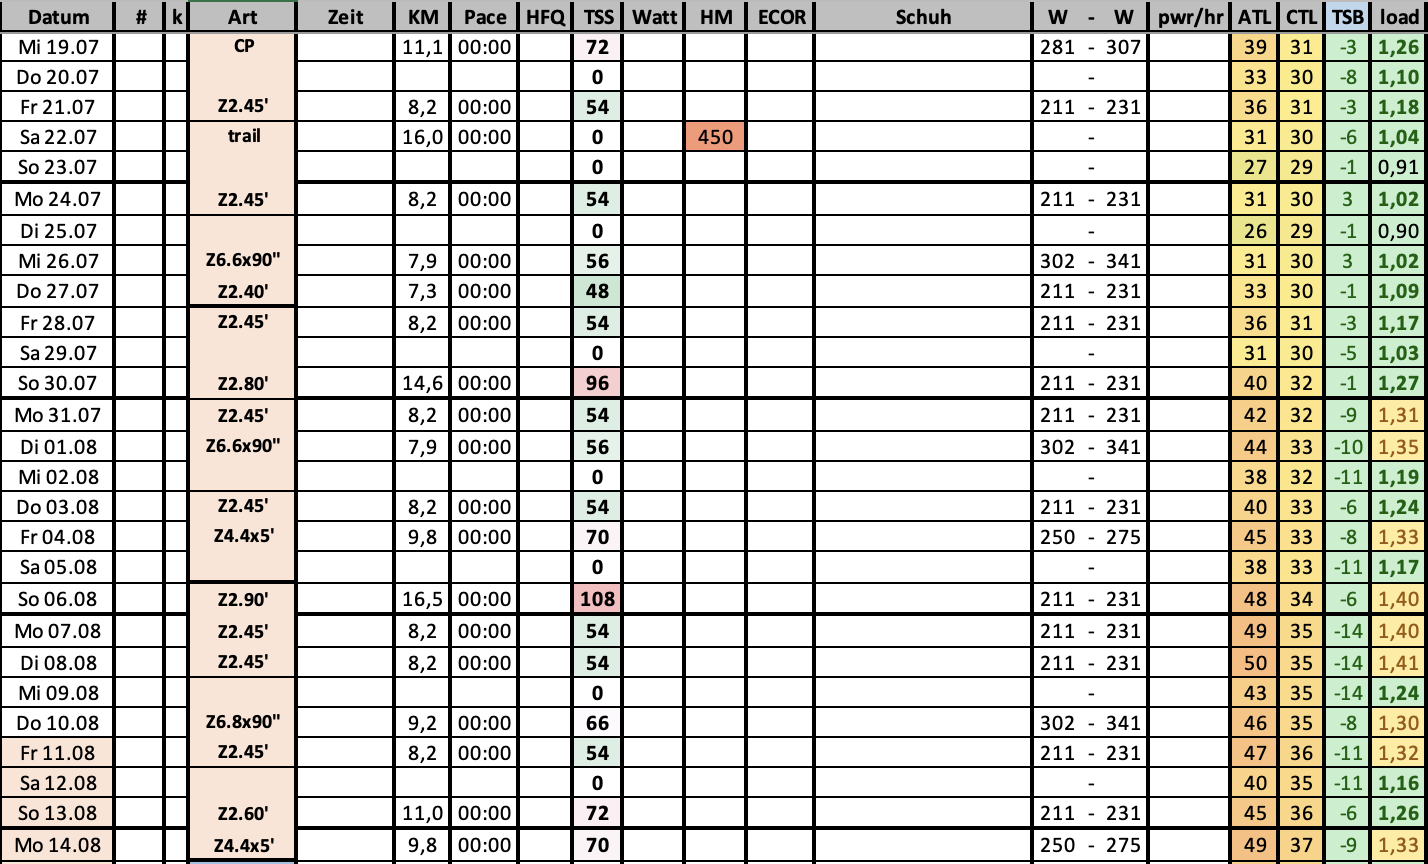 Datum # k Art Zeit KM Pace HFQ TSS Watt HM ECOR Schuh W - W pwr/hr ATL CTL TSB load
Mi 19.07 CP 11,1 00:00 72 281 - 307 39 31 -3 1,26
Do 20.07 0 - 33 30 -8 1,10
Fr 21.07 Z2.45' 8,2 00:00 54 211 - 231 36 31 -3 1,18
Sa 22.07 trail 16,0 00:00 0 450 - 31 30 -6 1,04
So 23.07 0 - 27 29 -1 0,91
Mo 24.07 Z2.45' 8,2 00:00 54 211 - 231 31 30 3 1,02
Di 25.07 0 - 26 29 -1 0,90
Mi 26.07 Z6.6x90" 7,9 00:00 56 302 - 341 31 30 3 1,02
Do 27.07 Z2.40' 7,3 00:00 48 211 - 231 33 30 -1 1,09
Fr 28.07 Z2.45' 8,2 00:00 54 211 - 231 36 31 -3 1,17
Sa 29.07 0 - 31 30 -5 1,03
So 30.07 Z2.80' 14,6 00:00 96 211 - 231 40 32 -1 1,27
Mo 31.07 Z2.45' 8,2 00:00 54 211 - 231 42 32 -9 1,31
Di 01.08 Z6.6x90" 7,9 00:00 56 302 - 341 44 33 -10 1,35
Mi 02.08 0 - 38 32 -11 1,19
Do 03.08 Z2.45' 8,2 00:00 54 211 - 231 40 33 -6 1,24
Fr 04.08 Z4.4x5' 9,8 00:00 70 250 - 275 45 33 -8 1,33
Sa 05.08 0 - 38 33 -11 1,17
So 06.08 Z2.90' 16,5 00:00 108 211 - 231 48 34 -6 1,40
Mo 07.08 Z2.45' 8,2 00:00 54 211 - 231 49 35 -14 1,40
Di 08.08 Z2.45' 8,2 00:00 54 211 - 231 50 35 -14 1,41
Mi 09.08 0 - 43 35 -14 1,24
Do 10.08 Z6.8x90" 9,2 00:00 66 302 - 341 46 35 -8 1,30
Fr 11.08 Z2.45' 8,2 00:00 54 211 - 231 47 36 -11 1,32
Sa 12.08 0 - 40 35 -11 1,16
So 13.08 Z2.60' 11,0 00:00 72 211 - 231 45 36 -6 1,26
Mo 14.08 Z4.4x5' 9,8 00:00 70 250 - 275 49 37 -9 1,33